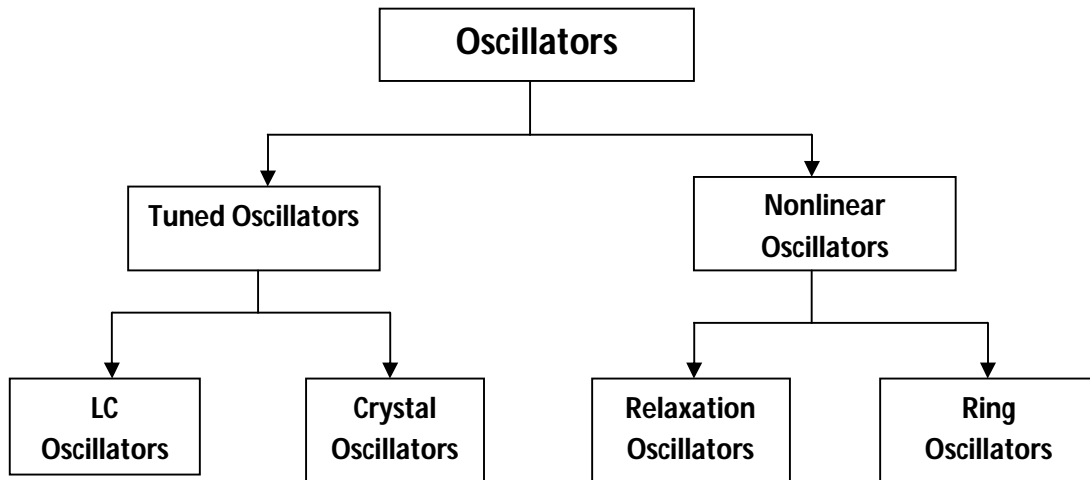 Oscillators
Tuned Oscillators
Nonlinear
Oscillators
LC
Oscillators
Crystal
Oscillators
Relaxation
Oscillators
Ring
Oscillators